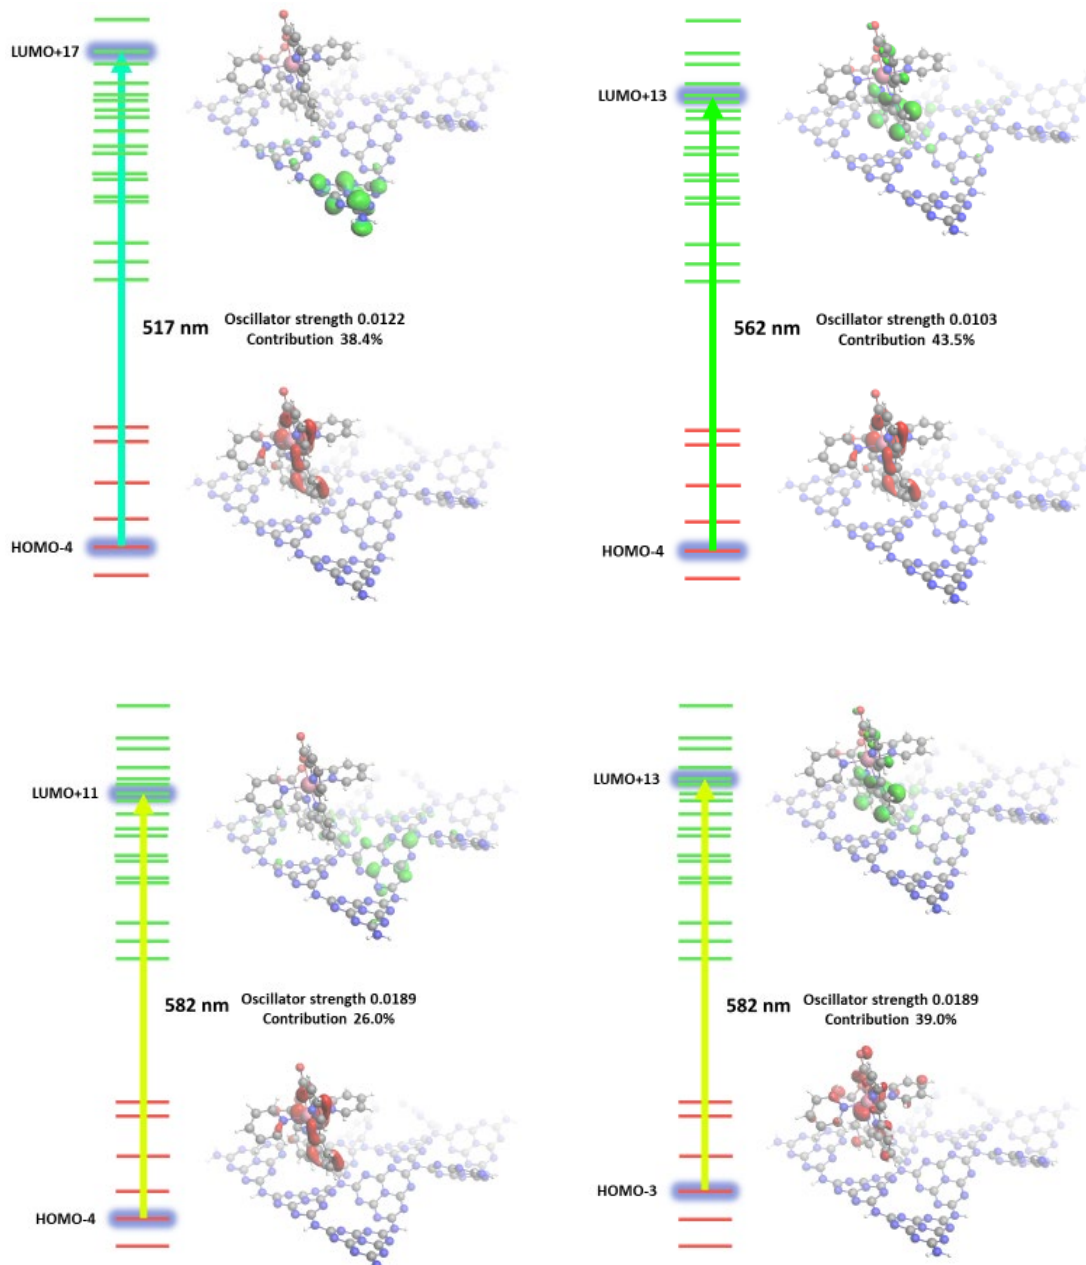 LUMO+17
517 nm
Oscillator strength 0.0122
Contribution 38.4%
HOMO-4
LUMO+13
562 nm
Oscillator strength 0.0103
Contribution 43.5%
HOMO-4
LUMO+11
582 nm
Oscillator strength 0.0189
Contribution 26.0%
HOMO-4
LUMO+13
582 nm
Oscillator strength 0.0189
Contribution 39.0%
HOMO-3